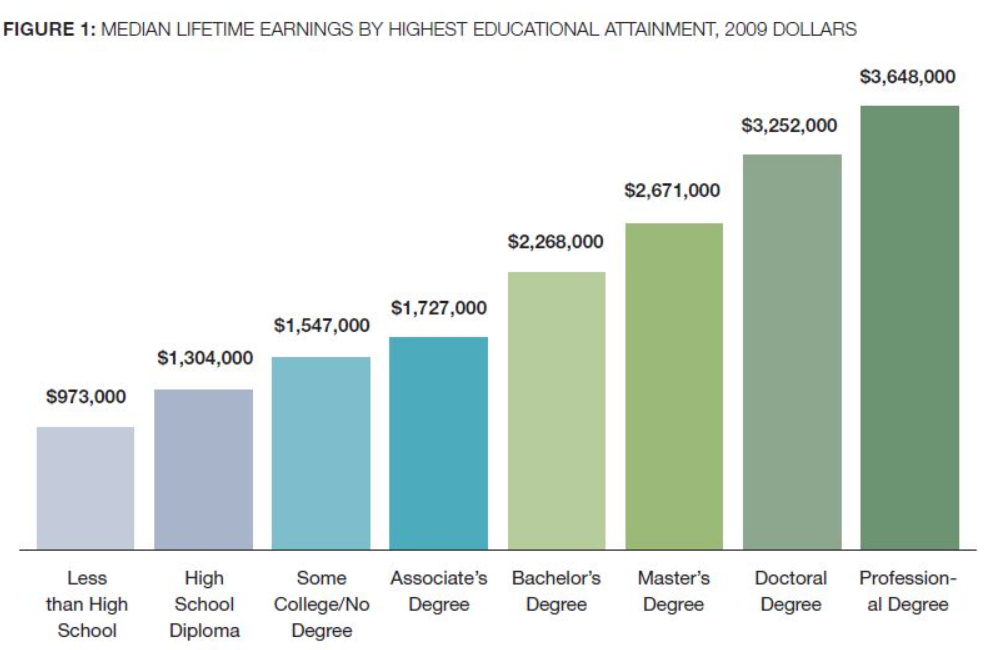 FIGURE 1: MEDIAN LIFETIME EARNINGS BY HIGHEST EDUCATIONAL ATTAINMENT, 2009 DOLLARS
$973,000
$1,304,000
$1,547,000
$1,727,000
$2,268,000
$2,671,000
$3,252,000
$3,648,000
Less
than High
School
High
School
Diploma
Some
College/No
Degree
Associate's
Degree
Bachelor's
Degree
Master's
Degree
Doctoral
Degree
Profession-
al Degree